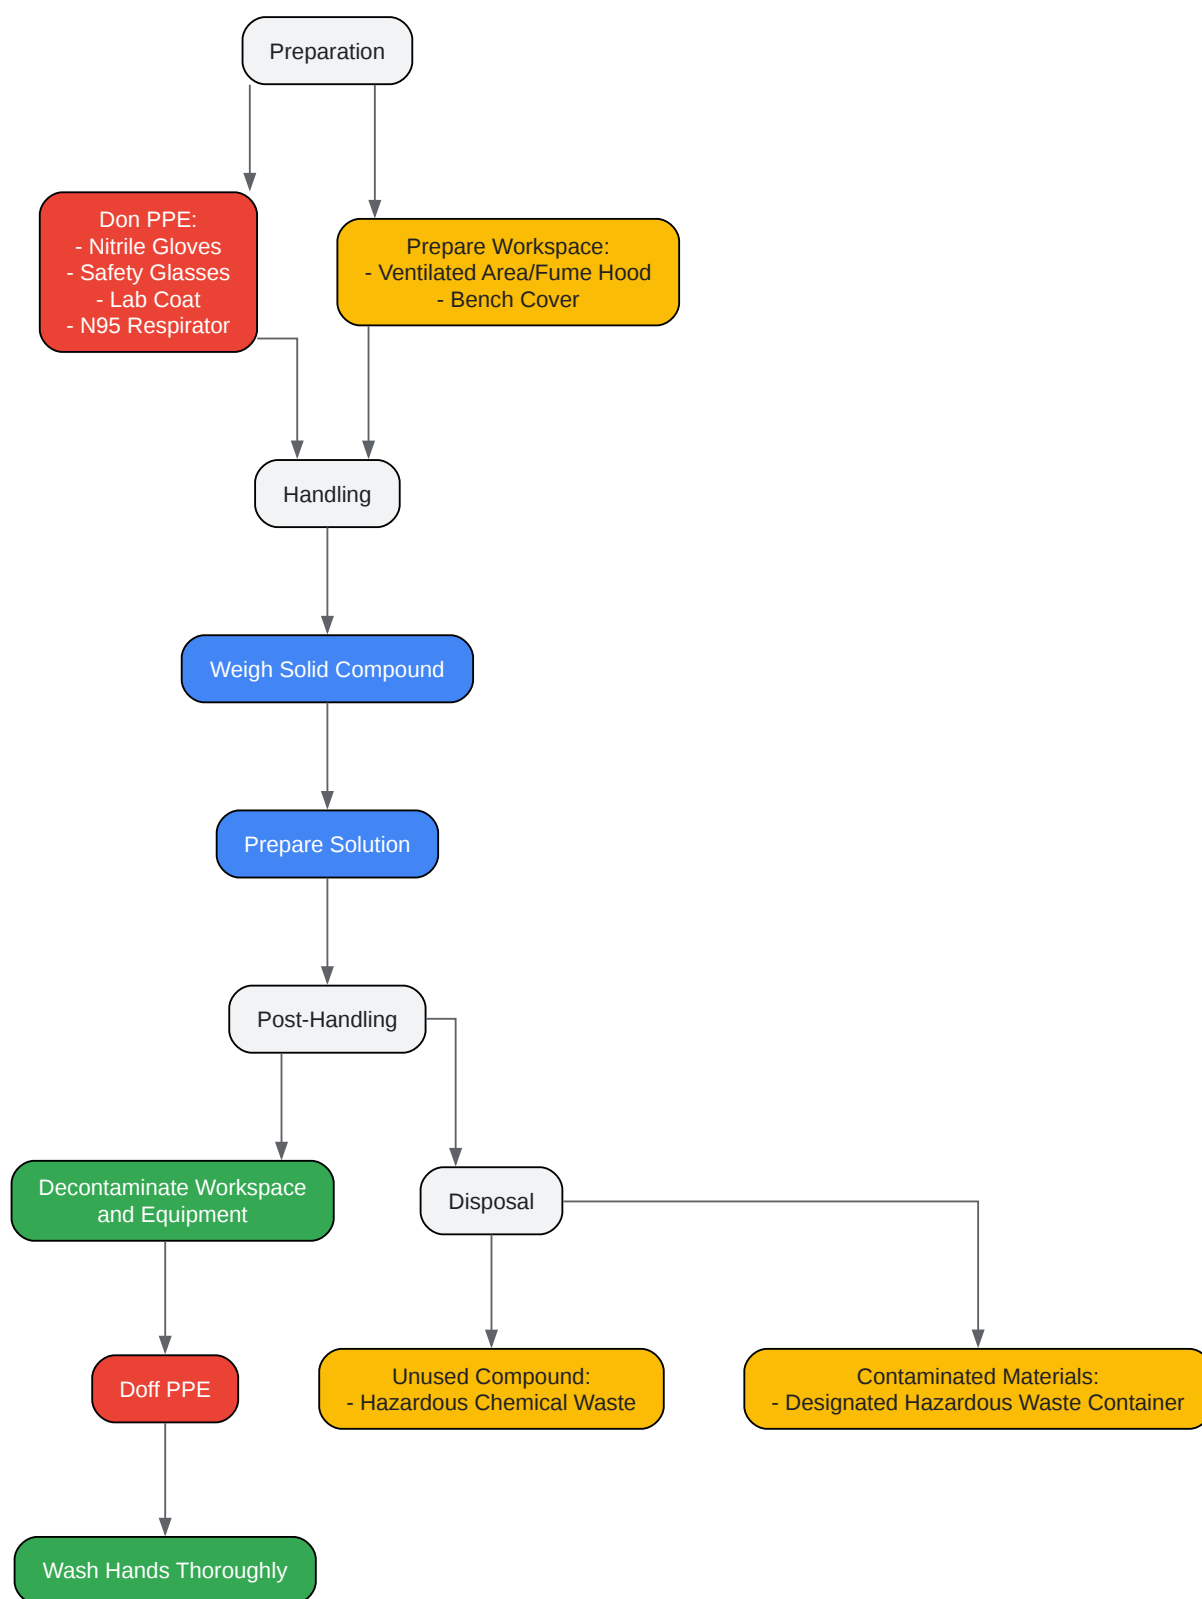 Preparation
Don PPE:
- Nitrile Gloves
- Safety Glasses
- Lab Coat
- N95 Respirator
Prepare Workspace:
- Ventilated Area/Fume Hood
- Bench Cover
Handling
Weigh Solid Compound
Prepare Solution
Post-Handling
Decontaminate Workspace
and Equipment
Disposal
Doff PPE
Unused Compound:
- Hazardous Chemical Waste
Contaminated Materials:
- Designated Hazardous Waste Container
Wash Hands Thoroughly